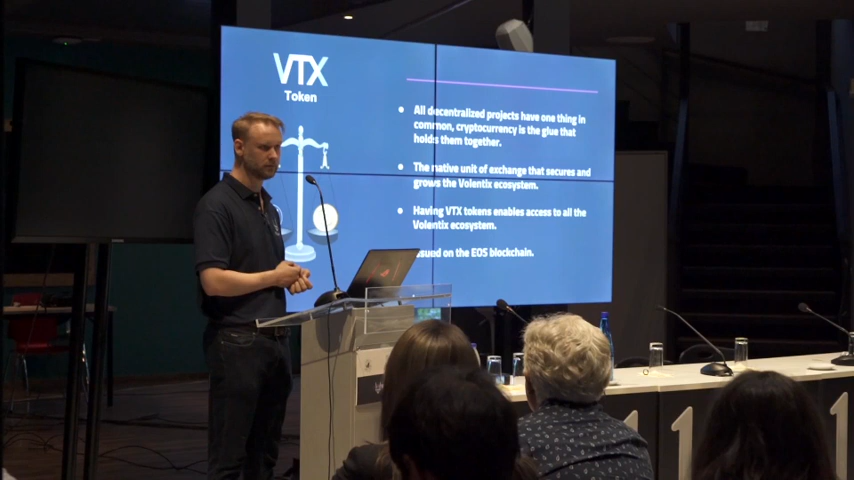 VTX
Token
All decentralized projects have one thing in
common, cryptocurrency is the glue that
holds them together.
The native unit of exchange that secures and
grows the Volentix ecosystem.
Having VTX tokens enables access to all the
Volentix ecosystem.
on the EOS blockchain.
1
1